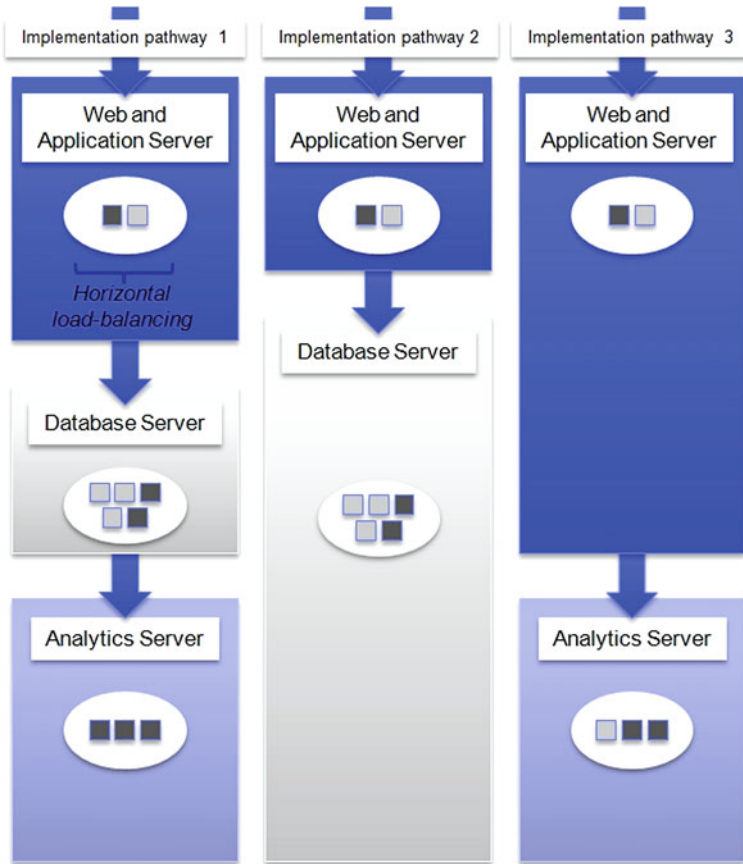 Implementation pathway 1
Web and
Application Server
Horizontal
load-balancing
Database Server
Analytics Server
Implementation pathway 2
Web and
Application Server
Database Server
Implementation pathway 3
Web and
Application Server
Analytics Server